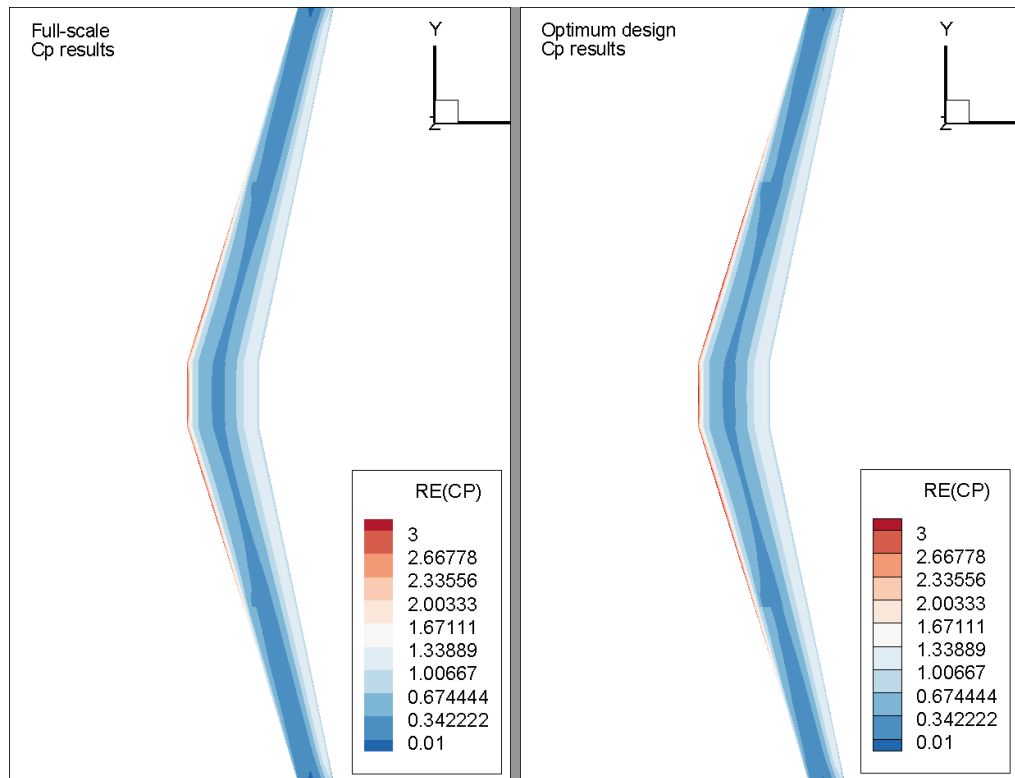 Full-scale
Cp results
Y
Z
RE(CP)
3
2.66778
2.33556
2.00333
1.67111
1.33889
1.00667
0.674444
0.342222
0.01
Optimum design
Cp results
Y
Z
RE(CP)
3
2.66778
2.33556
2.00333
1.67111
1.33889
1.00667
0.674444
0.342222
0.01